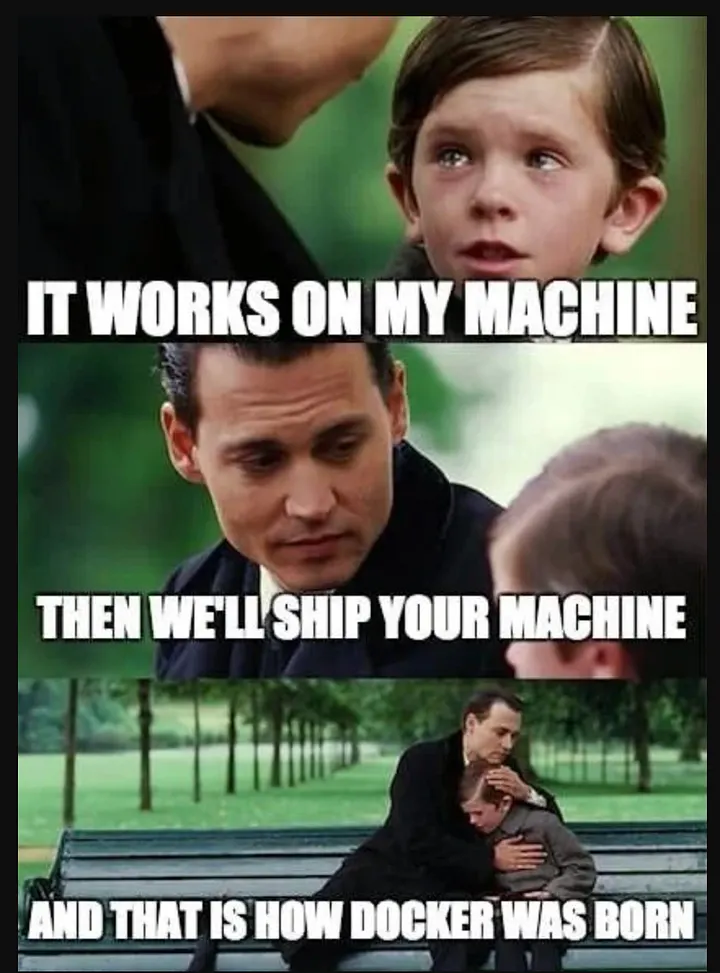 IT WORKS ON MY MACHINE
THEN WE'LL SHIP YOUR MACHINE
AND THAT IS HOW DOCKER WAS BORN